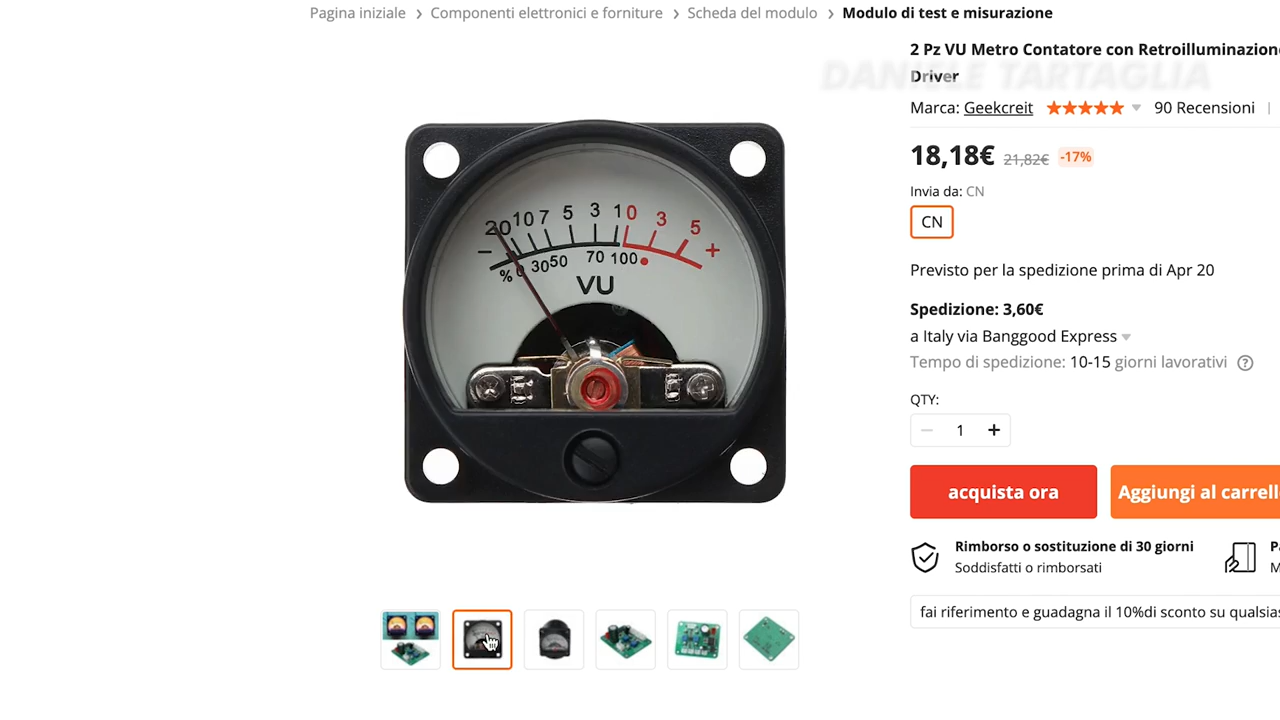 Pagina iniziale > Componenti elettronici e forniture > Scheda del modulo > Modulo di test e misurazione
2 Pz VU Metro Contatore con Retroilluminazione
Driver
DANIELE TARTAGLIA
Marca: Geekcreit 90 Recensioni
18,18€ 21,82€ -17%
Invia da: CN
CN
Previsto per la spedizione prima di Apr 20
Spedizione: 3,60€
a Italy via Banggood Express
Tempo di spedizione: 10-15 giorni lavorativi ?
QTY:
− 1 +
acquista ora
Aggiungi al carrell
Rimborso o sostituzione di 30 giorni
Soddisfatti o rimborsati
fai riferimento e guadagna il 10%di sconto su qualsias
20 10 7 5 3 1 0 3 5
− +
% 0 30 50 70 100
VU